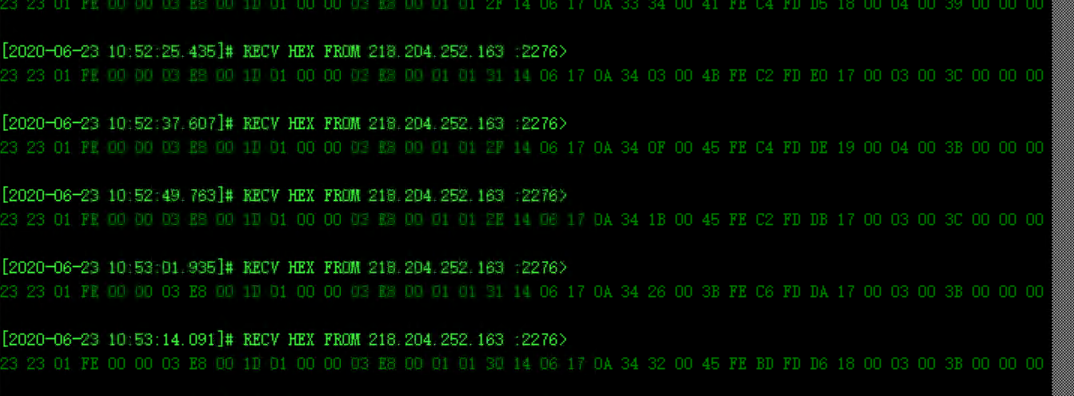 23 23 01 FE 00 00 03 E8 00 1D 01 00 00 03 E8 00 01 01 2F 14 06 17 0A 33 34 00 41 FE C4 FD D5 18 00 04 00 39 00 00 00
[2020-06-23 10:52:25.435]# RECV HEX FROM 218.204.252.163 :2276>
23 23 01 FE 00 00 03 E8 00 1D 01 00 00 03 E8 00 01 01 31 14 06 17 0A 34 03 00 4B FE C2 FD E0 17 00 03 00 3C 00 00 00
[2020-06-23 10:52:37.607]# RECV HEX FROM 218.204.252.163 :2276>
23 23 01 FE 00 00 03 E8 00 1D 01 00 00 03 E8 00 01 01 2F 14 06 17 0A 34 0F 00 45 FE C4 FD DE 19 00 04 00 3B 00 00 00
[2020-06-23 10:52:49.763]# RECV HEX FROM 218.204.252.163 :2276>
23 23 01 FE 00 00 03 E8 00 1D 01 00 00 03 E8 00 01 01 2E 14 06 17 0A 34 1B 00 45 FE C2 FD DB 17 00 03 00 3C 00 00 00
[2020-06-23 10:53:01.935]# RECV HEX FROM 218.204.252.163 :2276>
23 23 01 FE 00 00 03 E8 00 1D 01 00 00 03 E8 00 01 01 31 14 06 17 0A 34 26 00 3B FE C6 FD DA 17 00 03 00 3B 00 00 00
[2020-06-23 10:53:14.091]# RECV HEX FROM 218.204.252.163 :2276>
23 23 01 FE 00 00 03 E8 00 1D 01 00 00 03 E8 00 01 01 30 14 06 17 0A 34 32 00 45 FE BD FD D6 18 00 03 00 3B 00 00 00